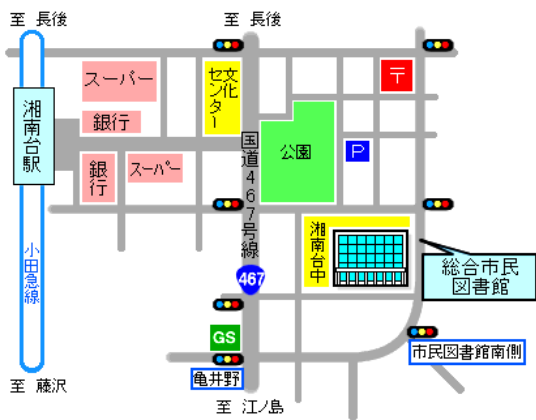 至 長後
至 長後
スーパー
文化
センター
〒
湘南台駅
銀行
国道467号線
公園
P
銀行
スーパー
湘南台中
総合市民
図書館
小田急線
467
GS
市民図書館南側
亀井野
至 藤沢
至 江ノ島